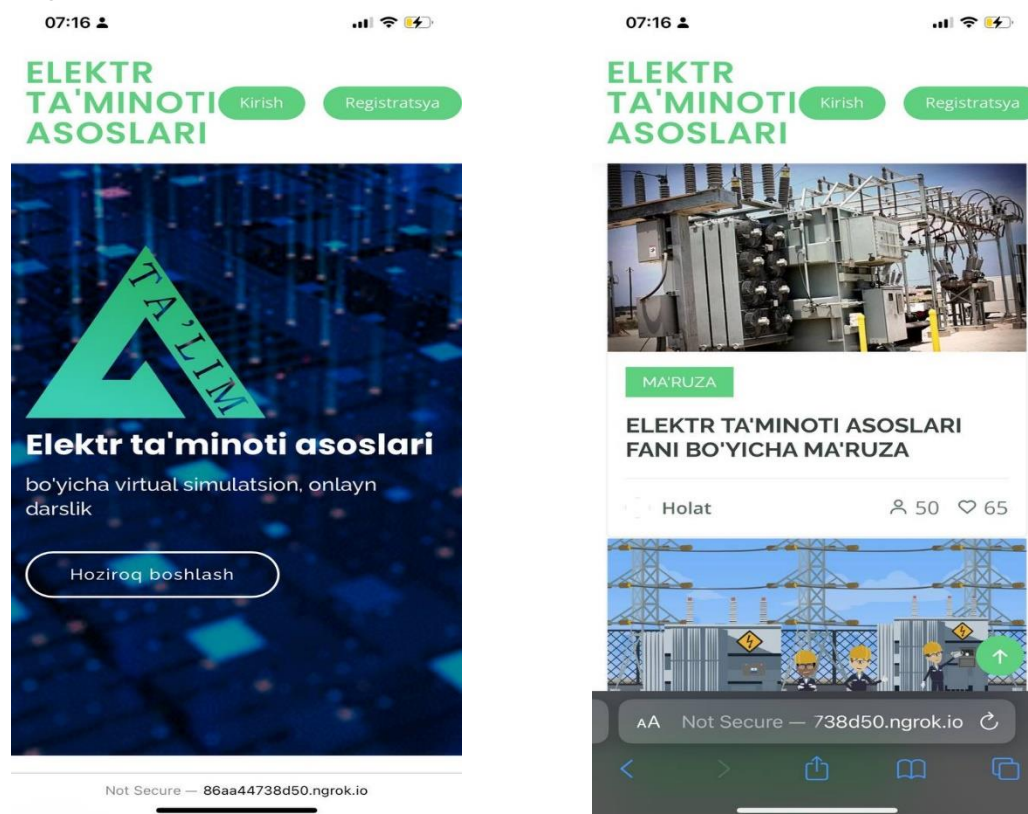 07:16
ELEKTR
TA'MINOTI
ASOSLARI
Kirish
Registratsya
TA'LIM
Elektr ta'minoti asoslari
bo'yicha virtual simulatsion, onlayn
darslik
Hoziroq boshlash
Not Secure — 86aa44738d50.ngrok.io
07:16
ELEKTR
TA'MINOTI
ASOSLARI
Kirish
Registratsya
MA'RUZA
ELEKTR TA'MINOTI ASOSLARI
FANI BO'YICHA MA'RUZA
Holat
50
65
AA Not Secure — 738d50.ngrok.io